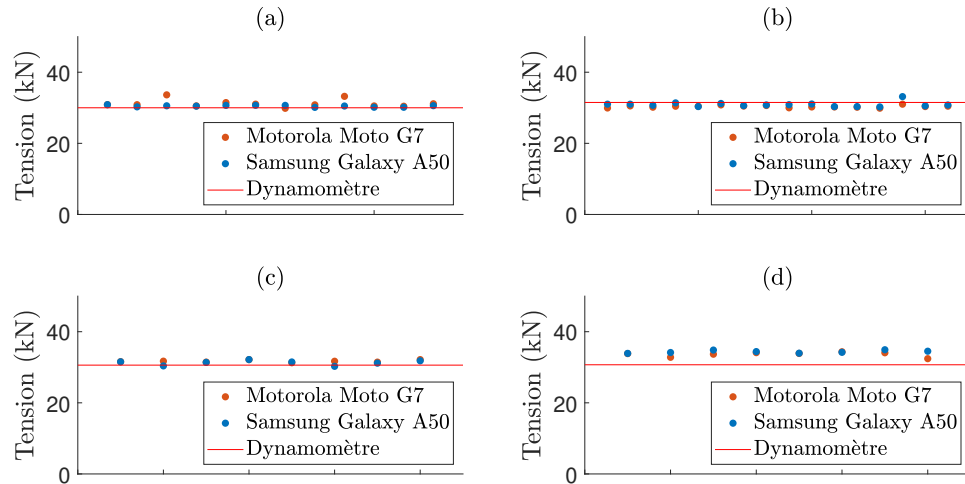 (a)
Tension (kN)
40
20
0
Motorola Moto G7
Samsung Galaxy A50
Dynamomètre
(b)
Tension (kN)
40
20
0
Motorola Moto G7
Samsung Galaxy A50
Dynamomètre
(c)
Tension (kN)
40
20
0
Motorola Moto G7
Samsung Galaxy A50
Dynamomètre
(d)
Tension (kN)
40
20
0
Motorola Moto G7
Samsung Galaxy A50
Dynamomètre